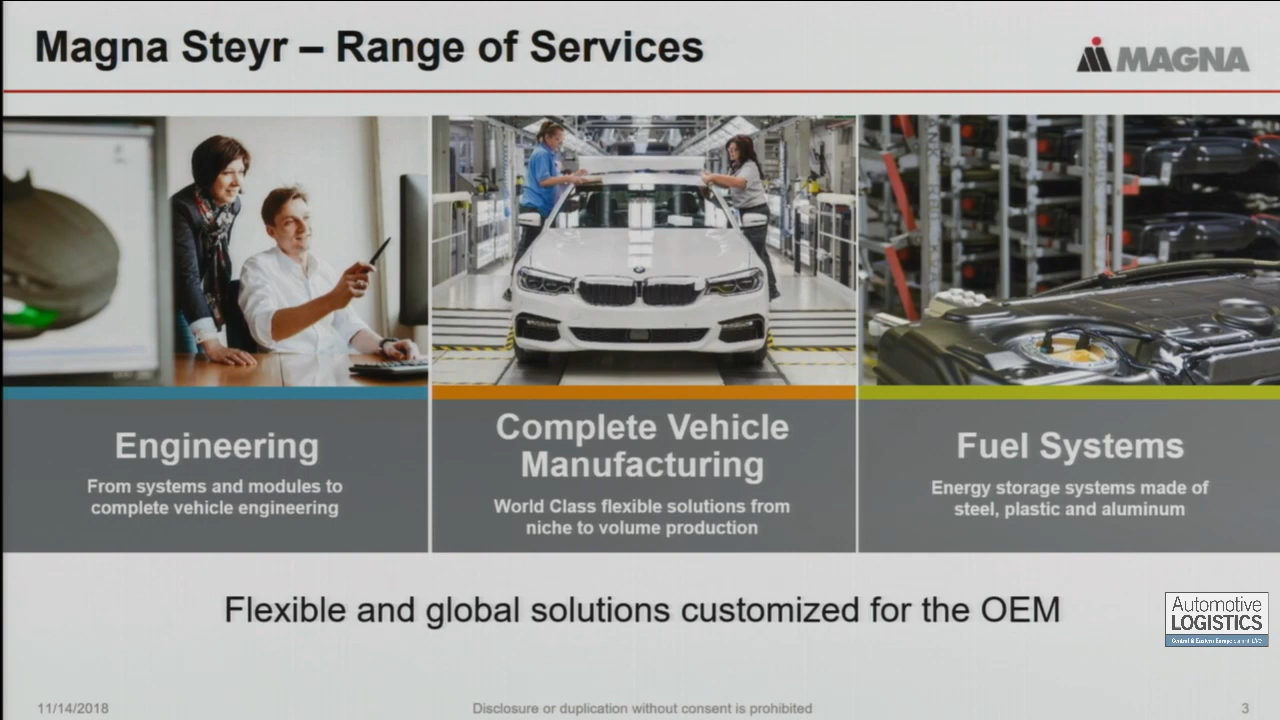 Magna Steyr – Range of Services
MAGNA
Engineering
From systems and modules to
complete vehicle engineering
Complete Vehicle
Manufacturing
World Class flexible solutions from
niche to volume production
Fuel Systems
Energy storage systems made of
steel, plastic and aluminum
Flexible and global solutions customized for the OEM
Automotive
LOGISTICS
Central & Eastern Europe
11/14/2018
Disclosure or duplication without consent is prohibited
3